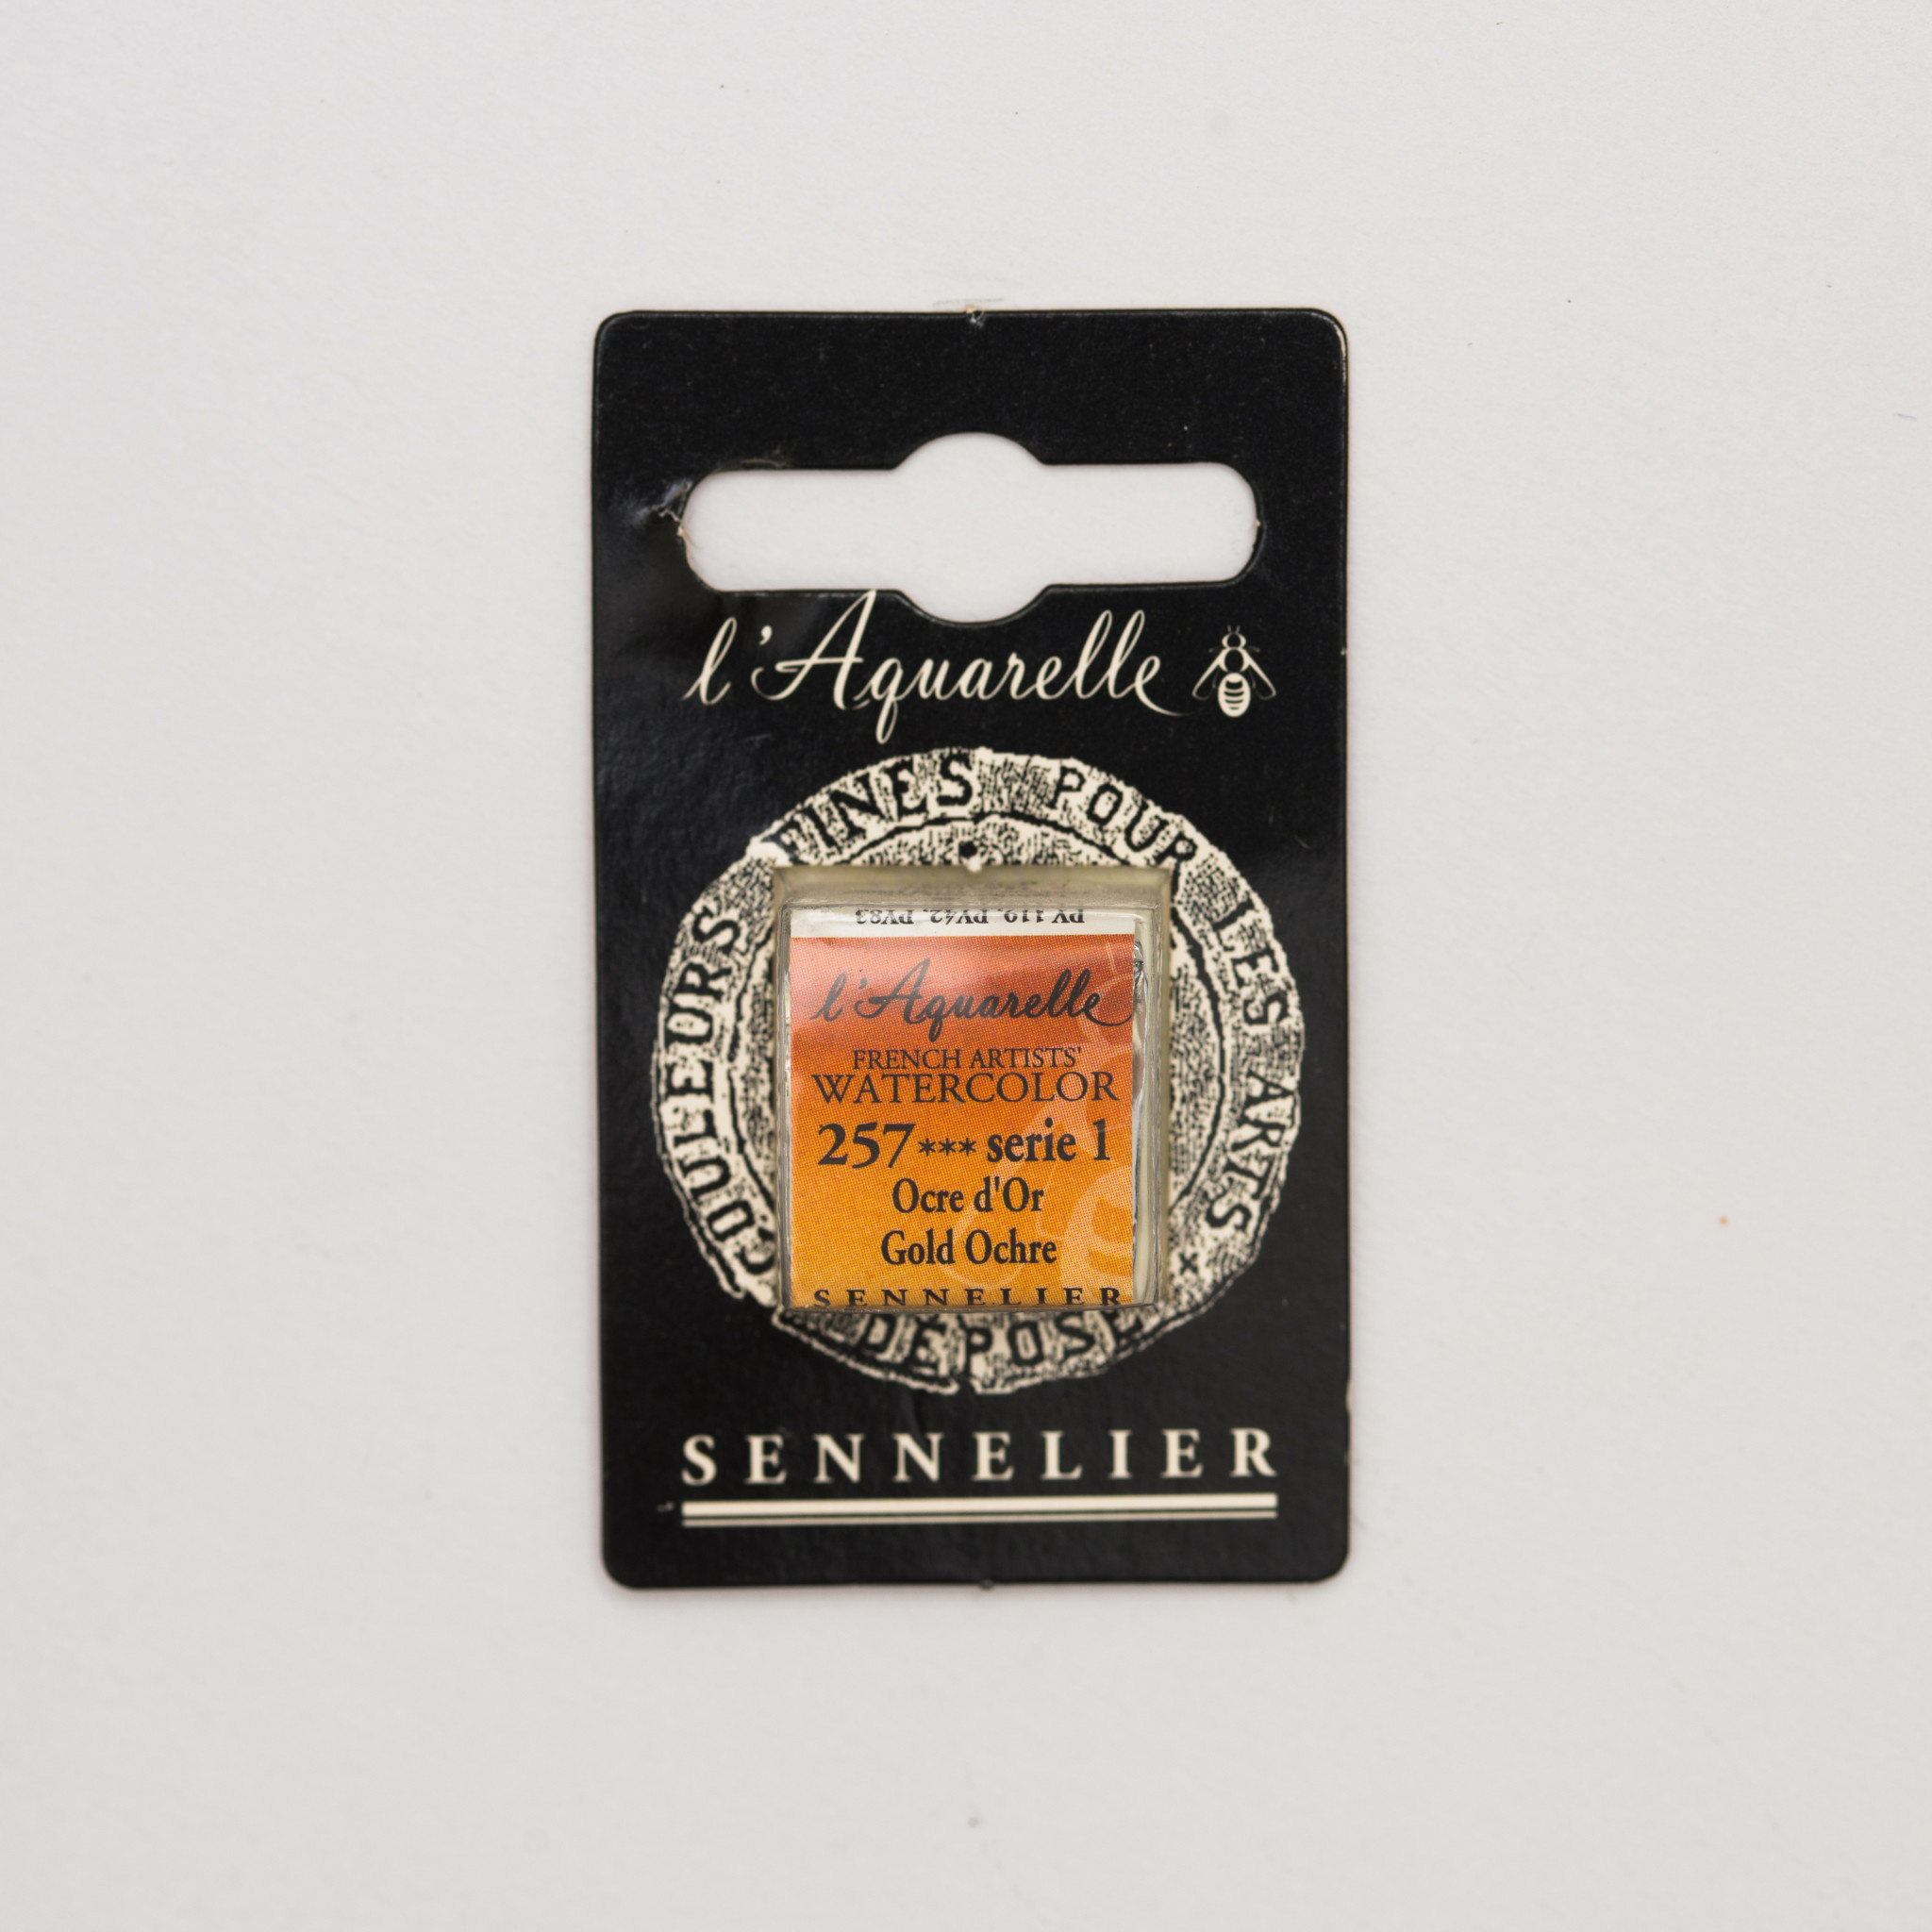 l'Aquarelle
COULEURS FINES POUR LES ARTS
PY 119, PY42, PY83
l'Aquarelle
FRENCH ARTISTS'
WATERCOLOR
257*** serie 1
Ocre d'Or
Gold Ochre
SENNELIER
DÉPOSÉ
SENNELIER